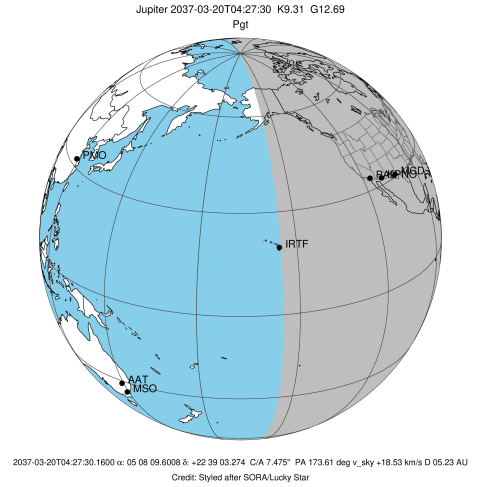 Jupiter 2037-03-20T04:27:30 K9.31 G12.69
Pgt
PMO
IRTF
AAT
MSO
2037-03-20T04:27:30.1600 α: 05 08 09.6008 δ: +22 39 03.274 C/A 7.475" PA 173.61 deg v_sky +18.53 km/s D 05.23 AU
Credit: Styled after SORA/Lucky Star